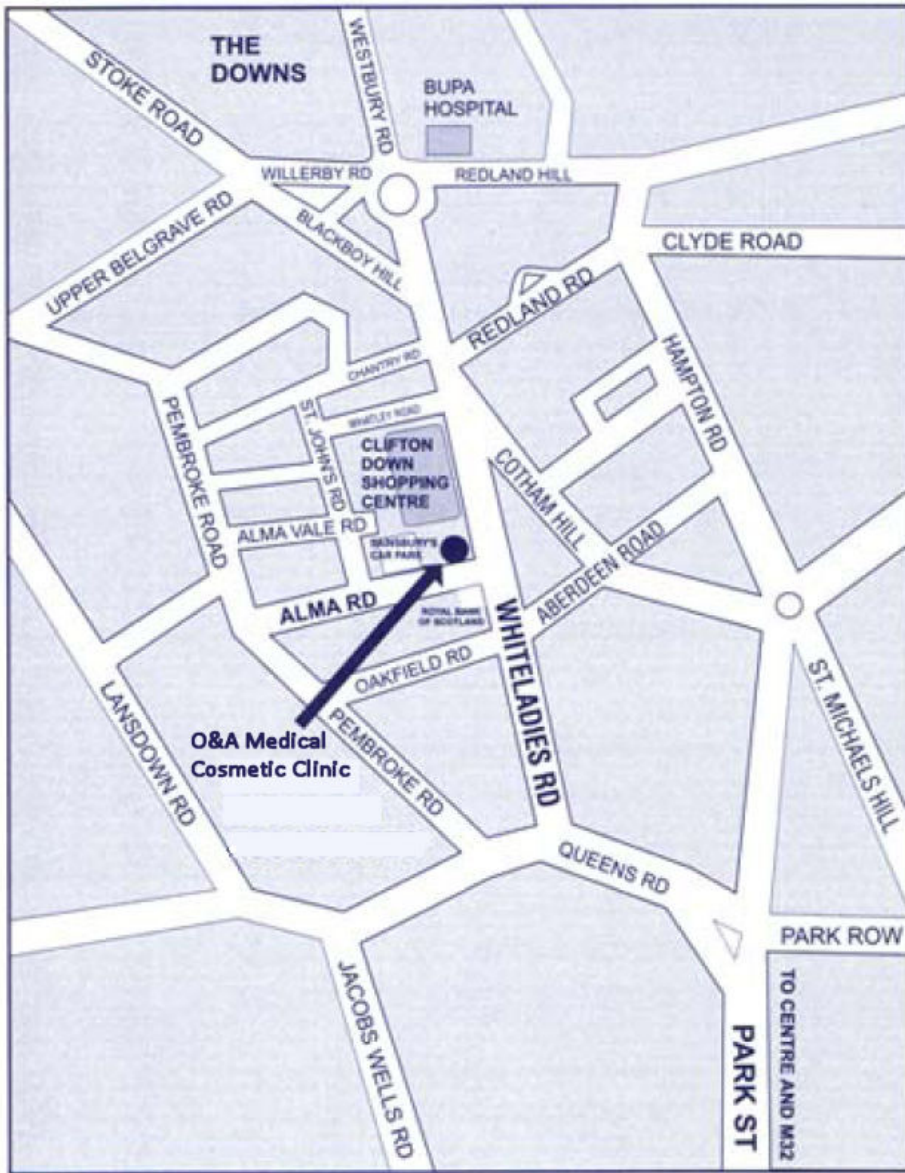 THE
DOWNS
WESTBURY RD
STOKE ROAD
BUPA
HOSPITAL
WILLERBY RD
REDLAND HILL
UPPER BELGRAVE RD
BLACKBOY HILL
CLYDE ROAD
REDLAND RD
CHANTRY RD
HAMPTON RD
PEMBROKE ROAD
ST. JOHN'S RD
WHATLEY ROAD
CLIFTON
DOWN
SHOPPING
CENTRE
COTHAM HILL
ALMA VALE RD
SAINSBURY'S
CAR PARK
ABERDEEN ROAD
ALMA RD
ROYAL BANK
OF SCOTLAND
WHITELADIES RD
OAKFIELD RD
ST. MICHAELS HILL
LANSDOWN RD
O&A Medical
Cosmetic Clinic
PEMBROKE RD
QUEENS RD
PARK ROW
JACOBS WELLS RD
PARK ST
TO CENTRE AND M32